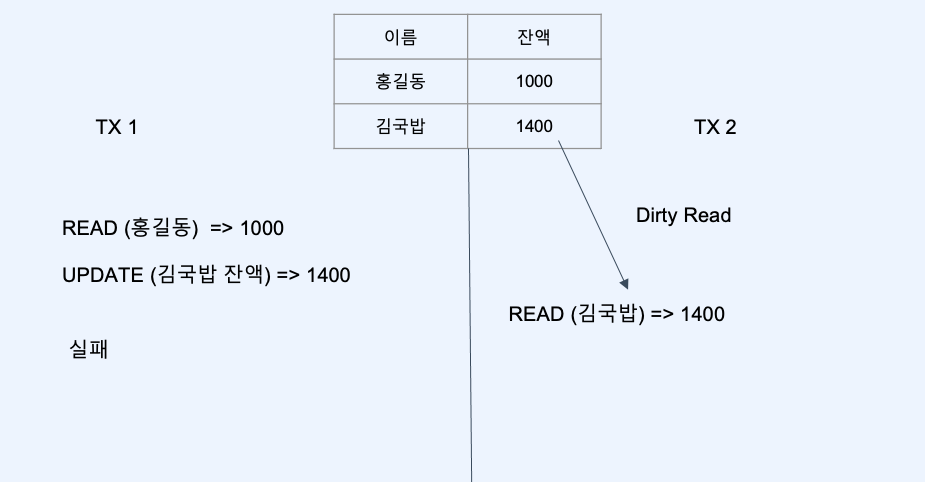 이름 잔액
홍길동 1000
김국밥 1400
TX 1
TX 2
Dirty Read
READ (홍길동) => 1000
UPDATE (김국밥 잔액) => 1400
READ (김국밥) => 1400
실패